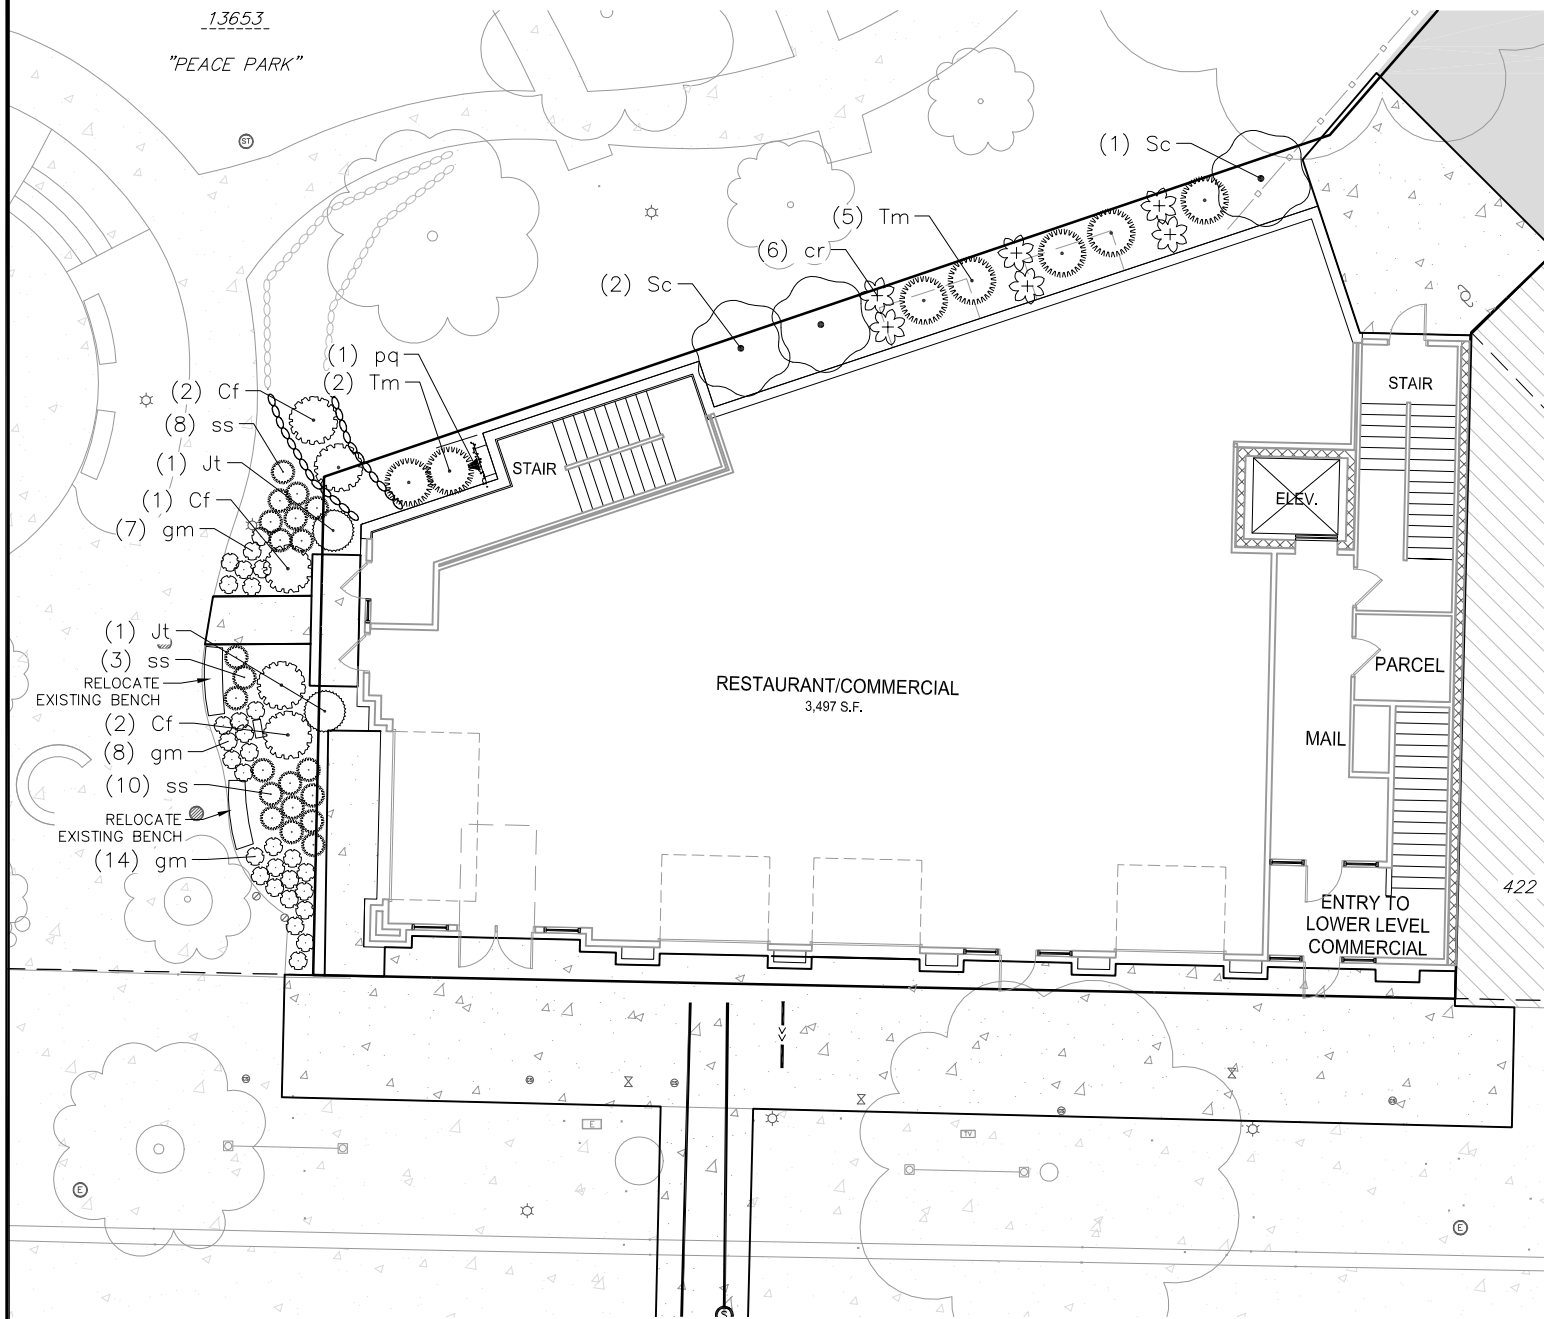 13653
"PEACE PARK"
ST
(1) Sc
(5) Tm
(6) cr
(2) Sc
(1) pq
(2) Tm
(2) Cf
(8) ss
(1) Jt
(1) Cf
(7) gm
STAIR
STAIR
ELEV.
(1) Jt
(3) ss
RELOCATE
EXISTING BENCH
(2) Cf
(8) gm
(10) ss
RELOCATE
EXISTING BENCH
(14) gm
RESTAURANT/COMMERCIAL
3,497 S.F.
PARCEL
MAIL
422
ENTRY TO
LOWER LEVEL
COMMERCIAL
E
TV
E
E
S